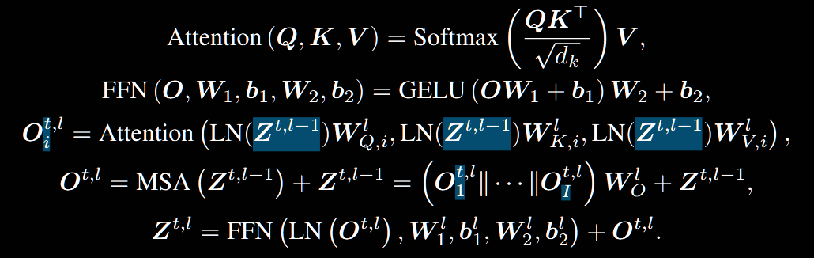 Attention (Q, K, V) = Softmax (QK⊤ / √d_k) V,
FFN (O, W_1, b_1, W_2, b_2) = GELU (OW_1 + b_1) W_2 + b_2,
O_i^{t,l} = Attention (LN(Z^{t,l−1})W_{Q,i}^l, LN(Z^{t,l−1})W_{K,i}^l, LN(Z^{t,l−1})W_{V,i}^l),
O^{t,l} = MSA (Z^{t,l−1}) + Z^{t,l−1} = (O_1^{t,l}‖ ⋯ ‖O_I^{t,l}) W_O^l + Z^{t,l−1},
Z^{t,l} = FFN (LN (O^{t,l}), W_1^l, b_1^l, W_2^l, b_2^l) + O^{t,l}.